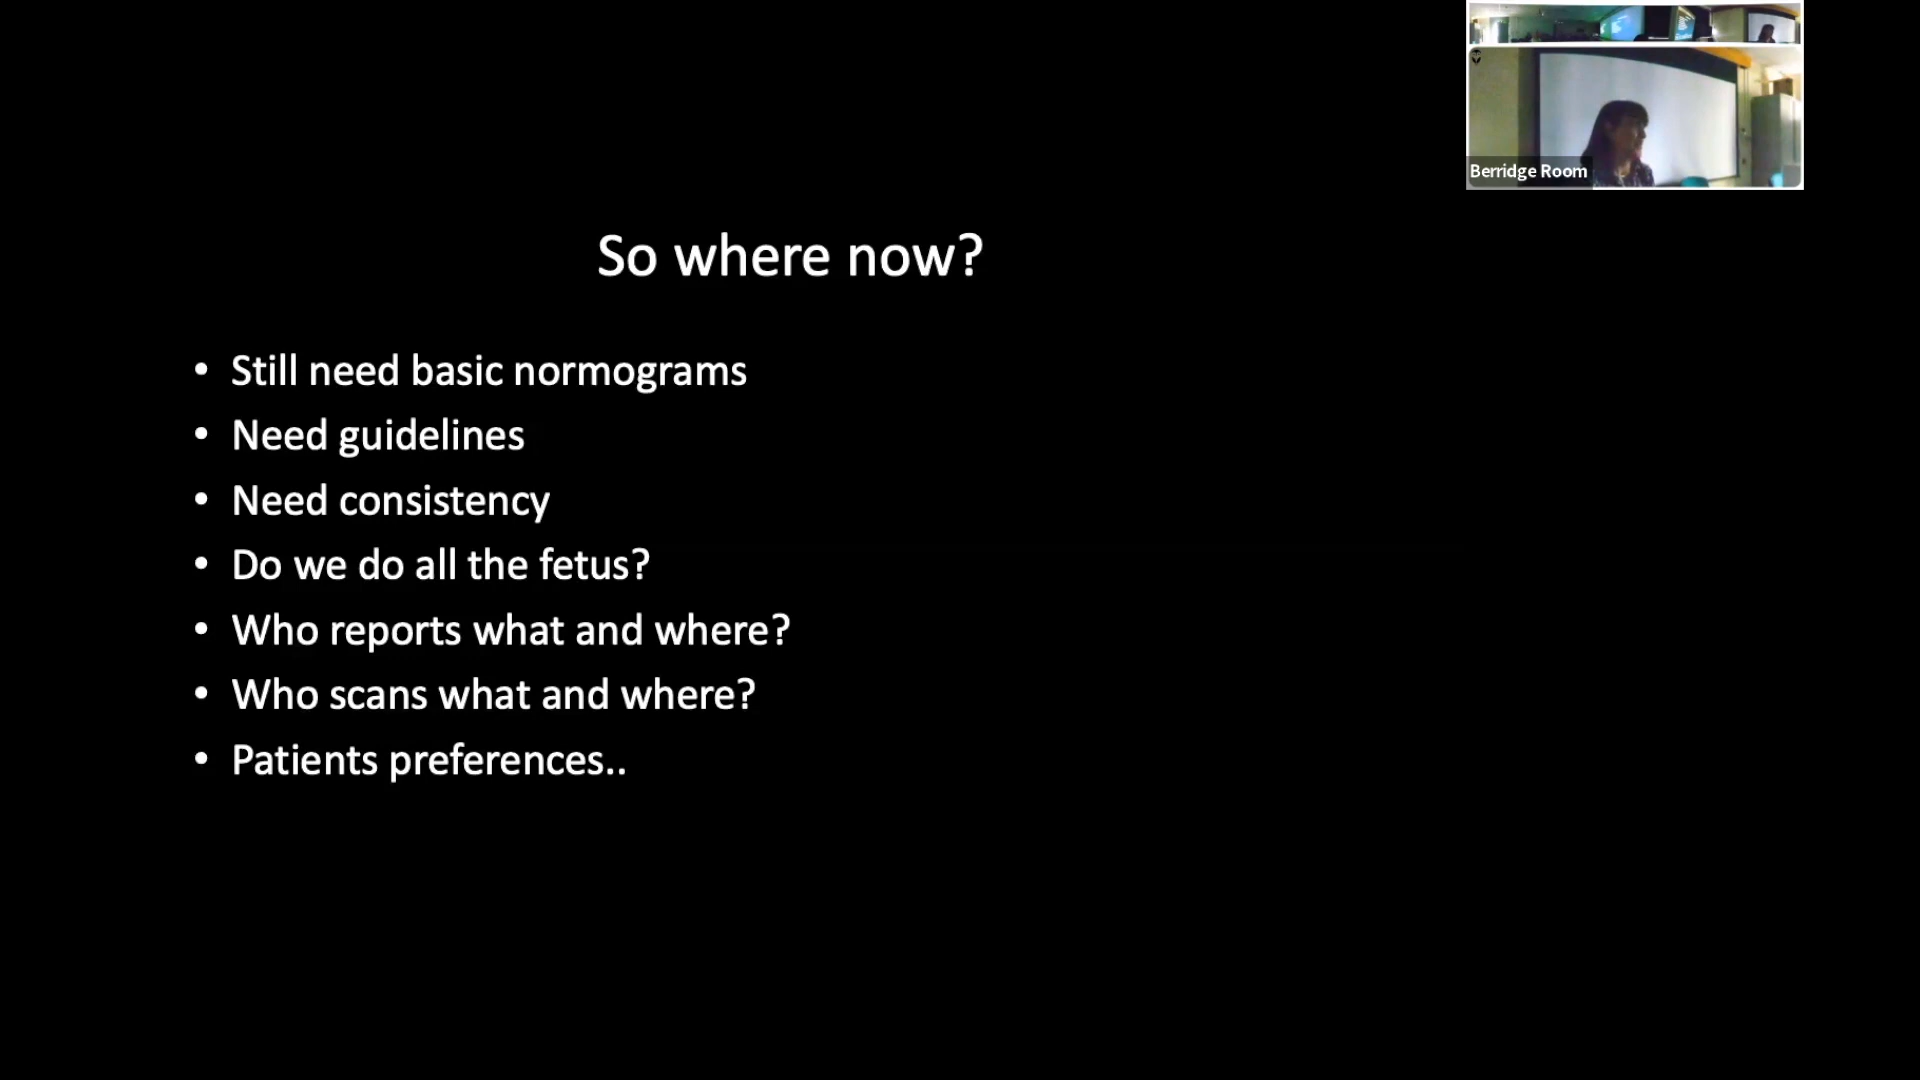 Berridge Room
So where now?
• Still need basic normograms
• Need guidelines
• Need consistency
• Do we do all the fetus?
• Who reports what and where?
• Who scans what and where?
• Patients preferences..